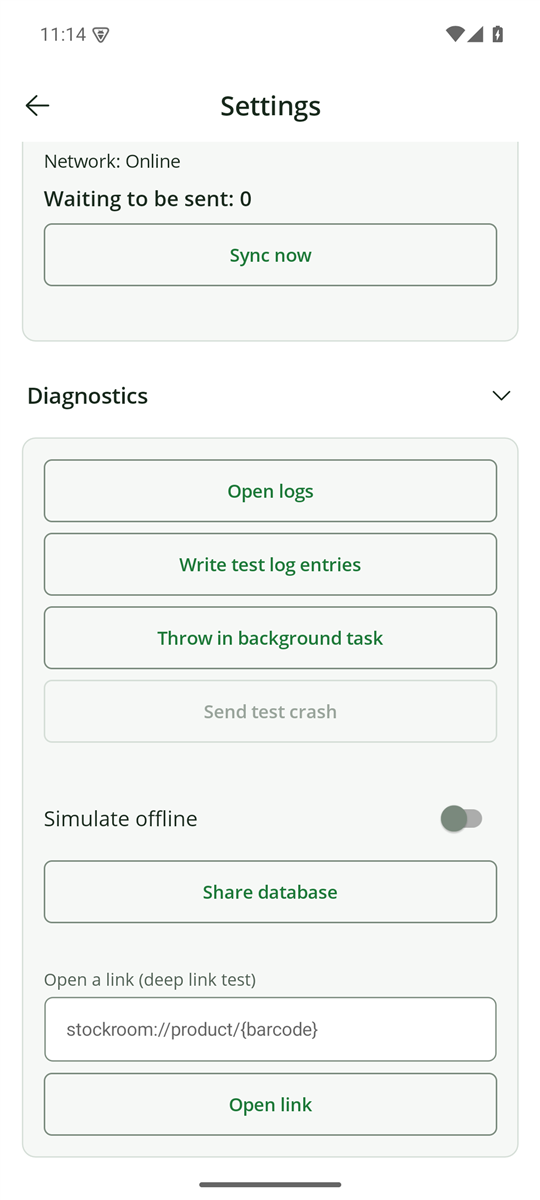 11:14
Settings
Network: Online
Waiting to be sent: 0
Sync now
Diagnostics
Open logs
Write test log entries
Throw in background task
Send test crash
Simulate offline
Share database
Open a link (deep link test)
stockroom://product/{barcode}
Open link